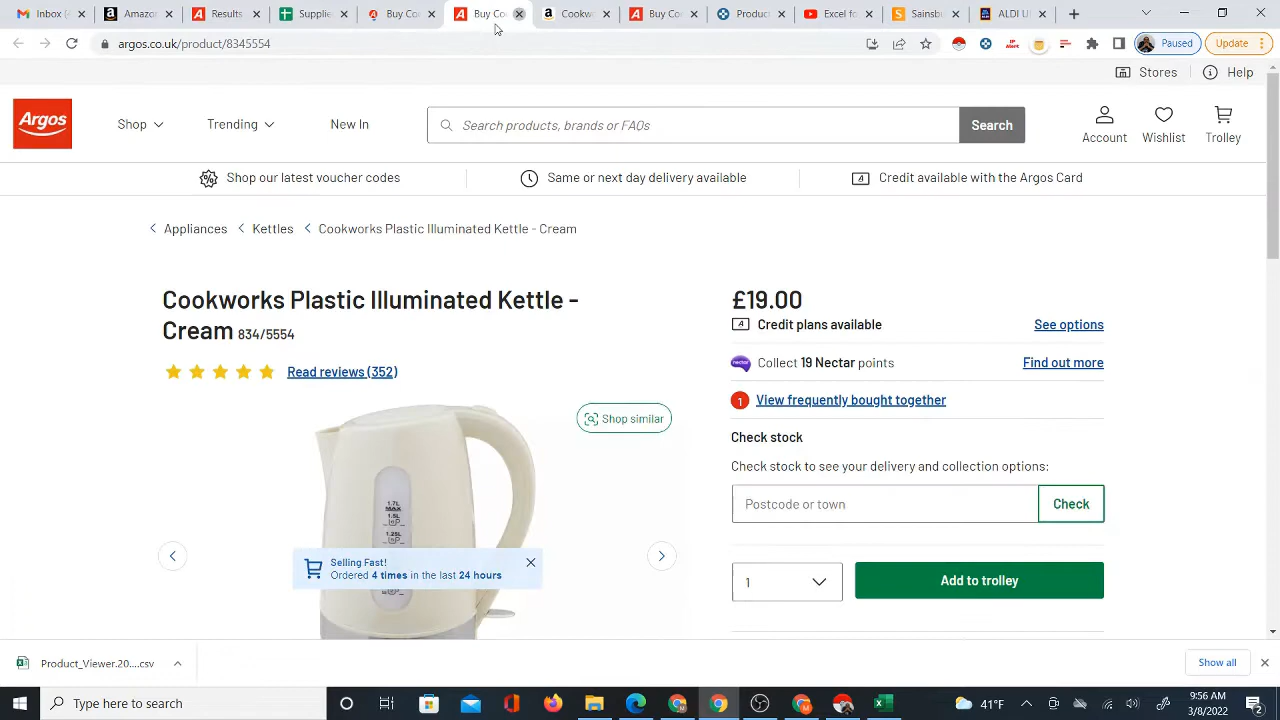 Inbox (
Amazon
Results
Supplie
Buy Co
Buy Co
Cookw
Buy Co
Product
Excel fo
Sainsbu
ALDI U
argos.co.uk/product/8345554
Paused
Update
Stores
Help
Argos
Shop
Trending
New In
Search products, brands or FAQs
Search
Account
Wishlist
Trolley
Shop our latest voucher codes
Same or next day delivery available
Credit available with the Argos Card
Appliances
Kettles
Cookworks Plastic Illuminated Kettle - Cream
Cookworks Plastic Illuminated Kettle -
Cream 834/5554
Read reviews (352)
Shop similar
1.7L
MAX
1.5L
1.25L
Selling Fast!
Ordered 4 times in the last 24 hours
£19.00
Credit plans available
See options
nectar
Collect 19 Nectar points
Find out more
1
View frequently bought together
Check stock
Check stock to see your delivery and collection options:
Postcode or town
Check
1
Add to trolley
Product_Viewer.20....csv
Show all
Type here to search
41°F
9:56 AM
3/8/2022
2